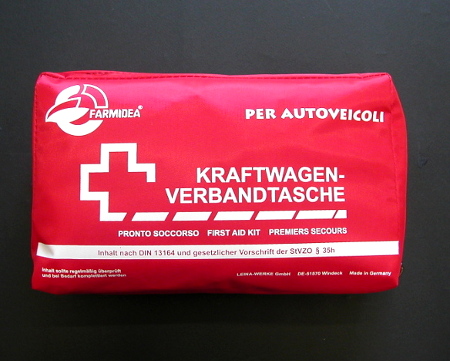 FARMIDEA®
PER AUTOVEICOLI
KRAFTWAGEN-
VERBANDTASCHE
PRONTO SOCCORSO FIRST AID KIT PREMIERS SECOURS
Inhalt nach DIN 13164 und gesetzlicher Vorschrift der StVZO § 35h
Inhalt sollte regelmäßig überprüft
und bei Bedarf komplettiert werden
LEINA-WERKE GmbH DE-51570 Windeck Made in Germany